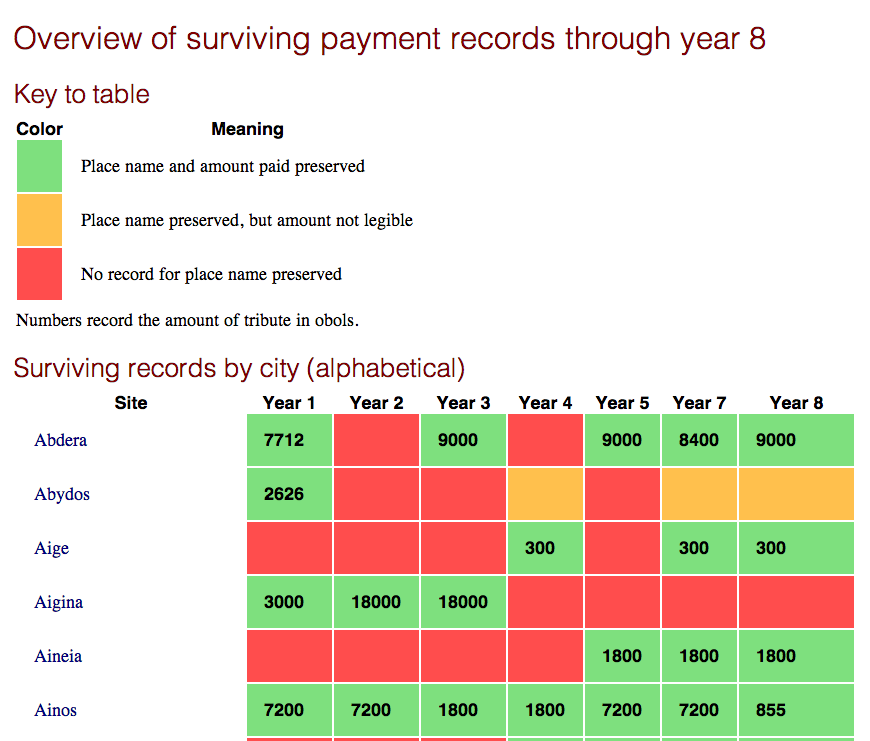 Overview of surviving payment records through year 8
Key to table
Color Meaning
Place name and amount paid preserved
Place name preserved, but amount not legible
No record for place name preserved
Numbers record the amount of tribute in obols.
Surviving records by city (alphabetical)
Site Year 1 Year 2 Year 3 Year 4 Year 5 Year 7 Year 8
Abdera 7712 9000 9000 8400 9000
Abydos 2626
Aige 300 300 300
Aigina 3000 18000 18000
Aineia 1800 1800 1800
Ainos 7200 7200 1800 1800 7200 7200 855